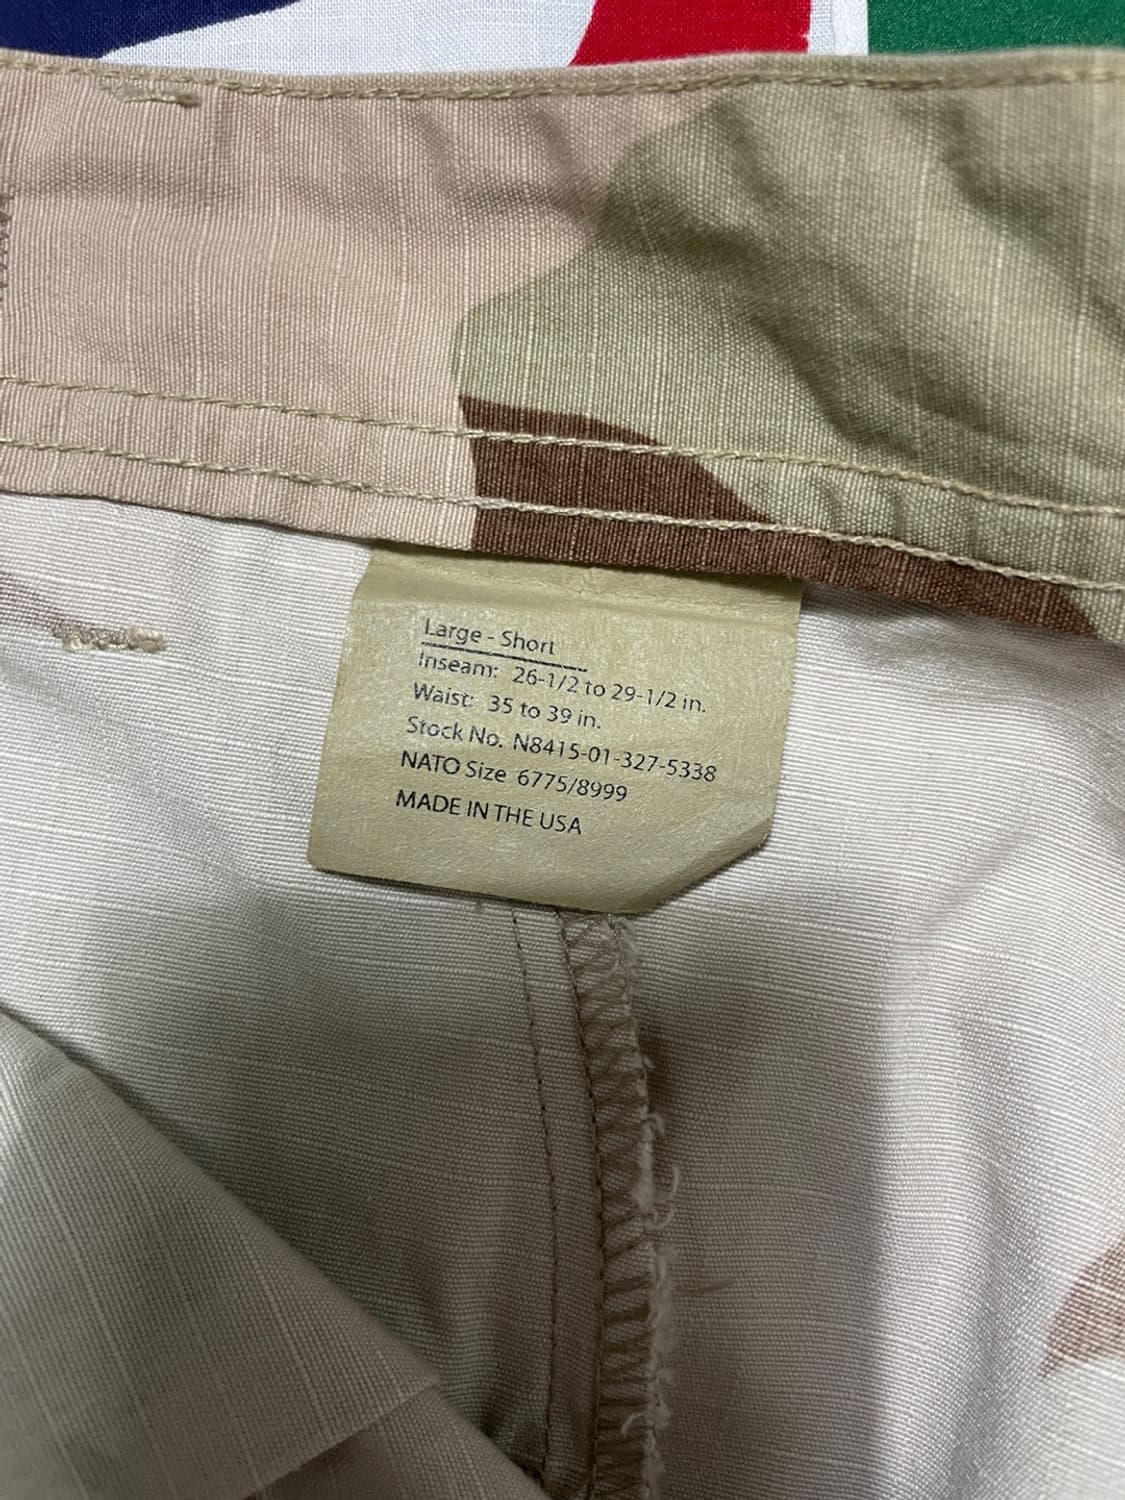 Large - Short
Inseam: 26-1/2 to 29-1/2 in.
Waist: 35 to 39 in.
Stock No. N8415-01-327-5338
NATO Size 6775/8999
MADE IN THE USA